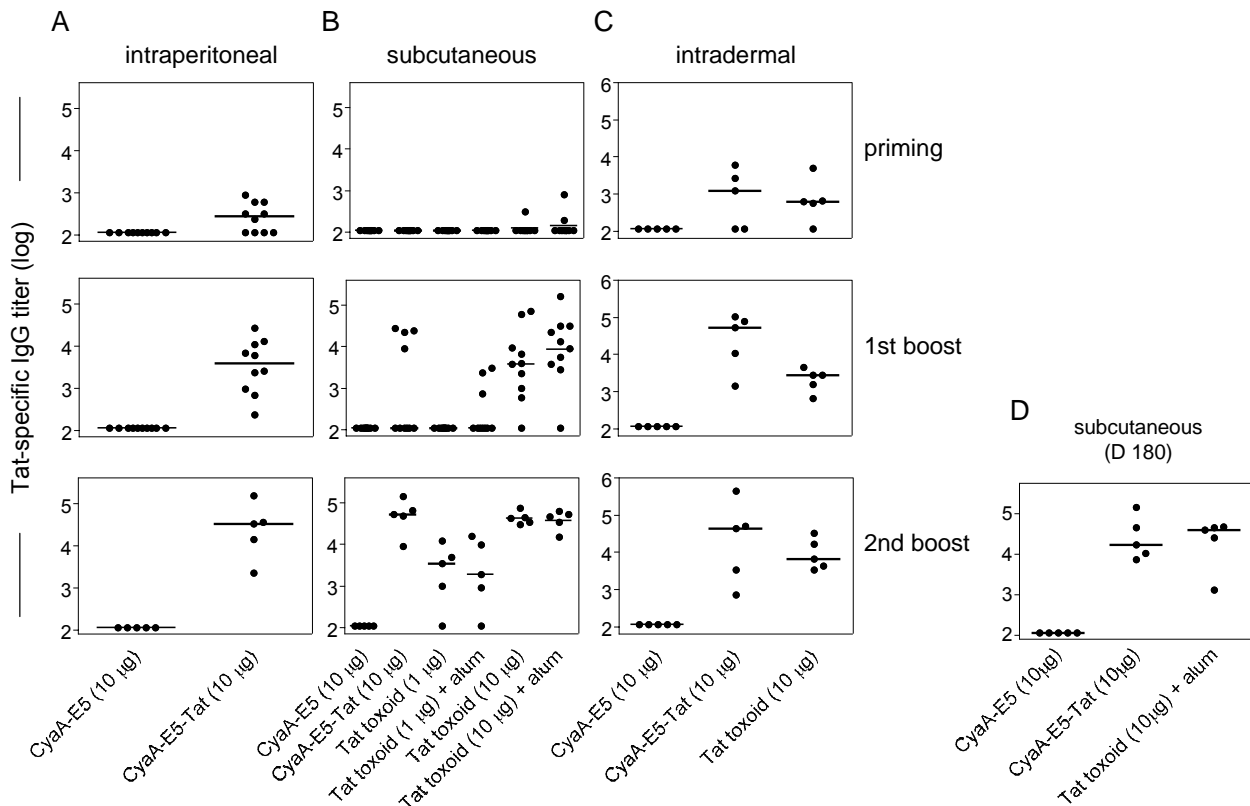 A
B
C
intraperitoneal
subcutaneous
intradermal
Tat-specific IgG titer (log)
5
4
3
2
5
4
3
2
6
5
4
3
2
priming
5
4
3
2
5
4
3
2
6
5
4
3
2
1st boost
5
4
3
2
5
4
3
2
6
5
4
3
2
2nd boost
CyaA-E5 (10 µg)
CyaA-E5-Tat (10 µg)
CyaA-E5 (10 µg)
CyaA-E5-Tat (10 µg)
Tat toxoid (1 µg)
Tat toxoid (1 µg) + alum
Tat toxoid (10 µg)
Tat toxoid (10 µg) + alum
CyaA-E5 (10 µg)
CyaA-E5-Tat (10 µg)
Tat toxoid (10 µg)
D
subcutaneous
(D 180)
5
4
3
2
CyaA-E5 (10µg)
CyaA-E5-Tat (10µg)
Tat toxoid (10µg) + alum